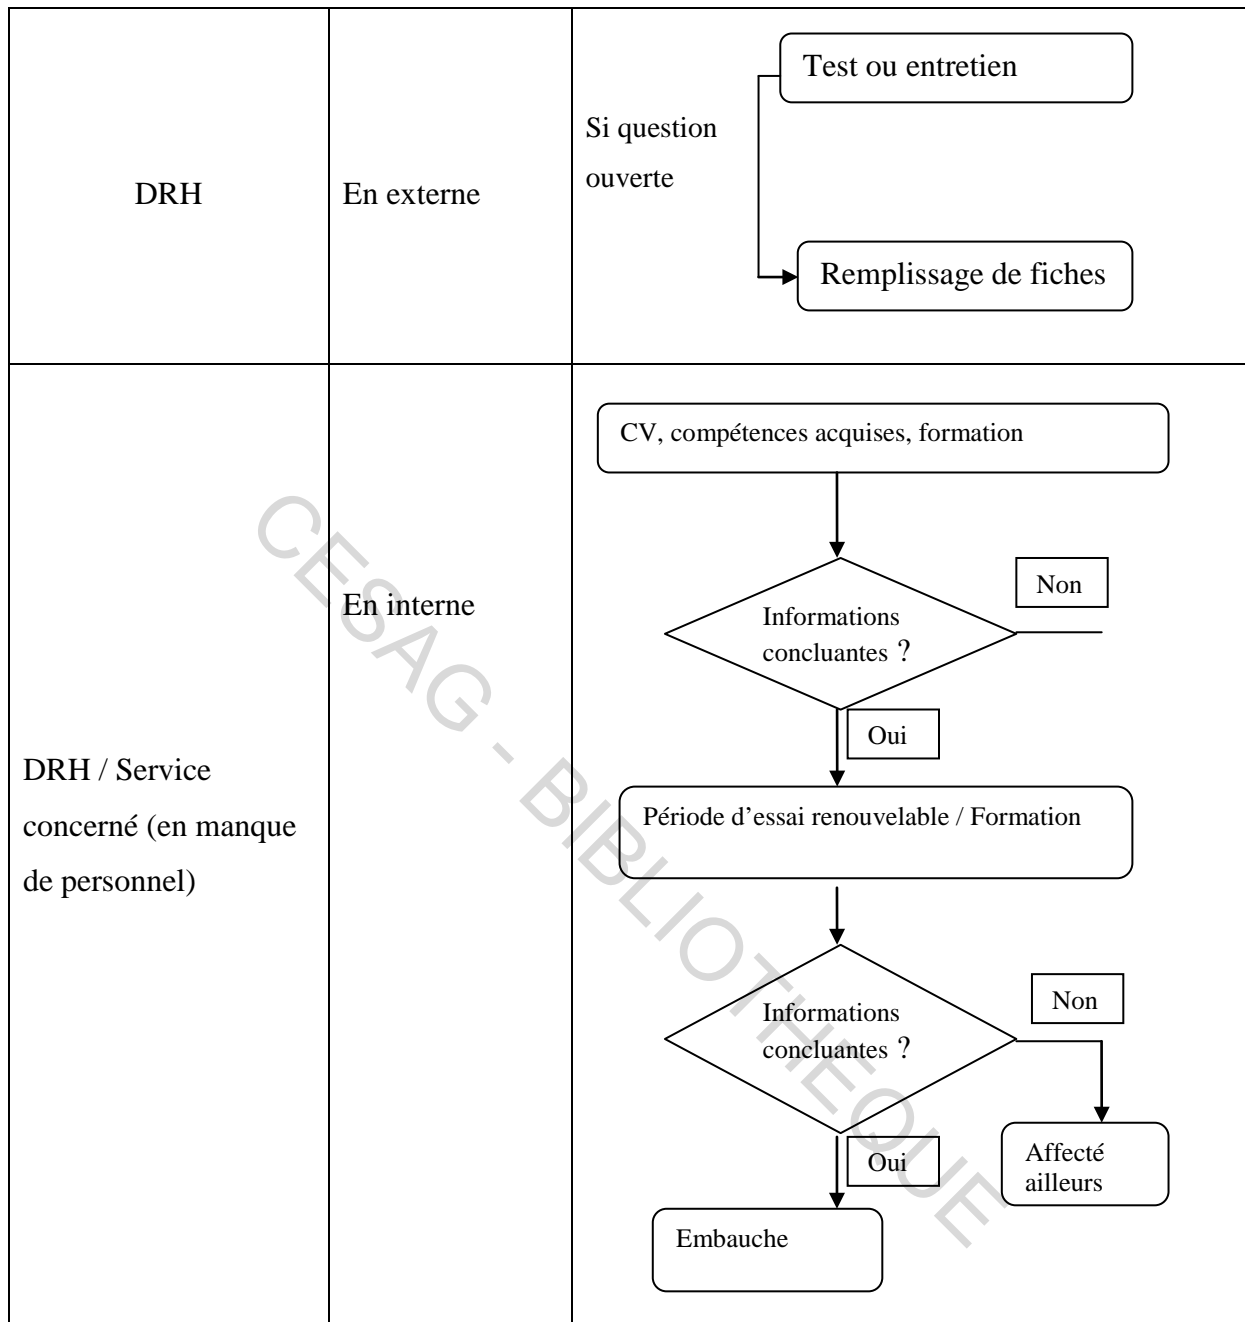 Test ou entretien
Si question
ouverte
DRH
En externe
Remplissage de fiches
CV, compétences acquises, formation
Non
En interne
Informations
concluantes ?
Oui
DRH / Service
concerné (en manque
de personnel)
Période d’essai renouvelable / Formation
Non
Informations
concluantes ?
Oui
Affecté
ailleurs
Embauche
CESAG - BIBLIOTHEQUE